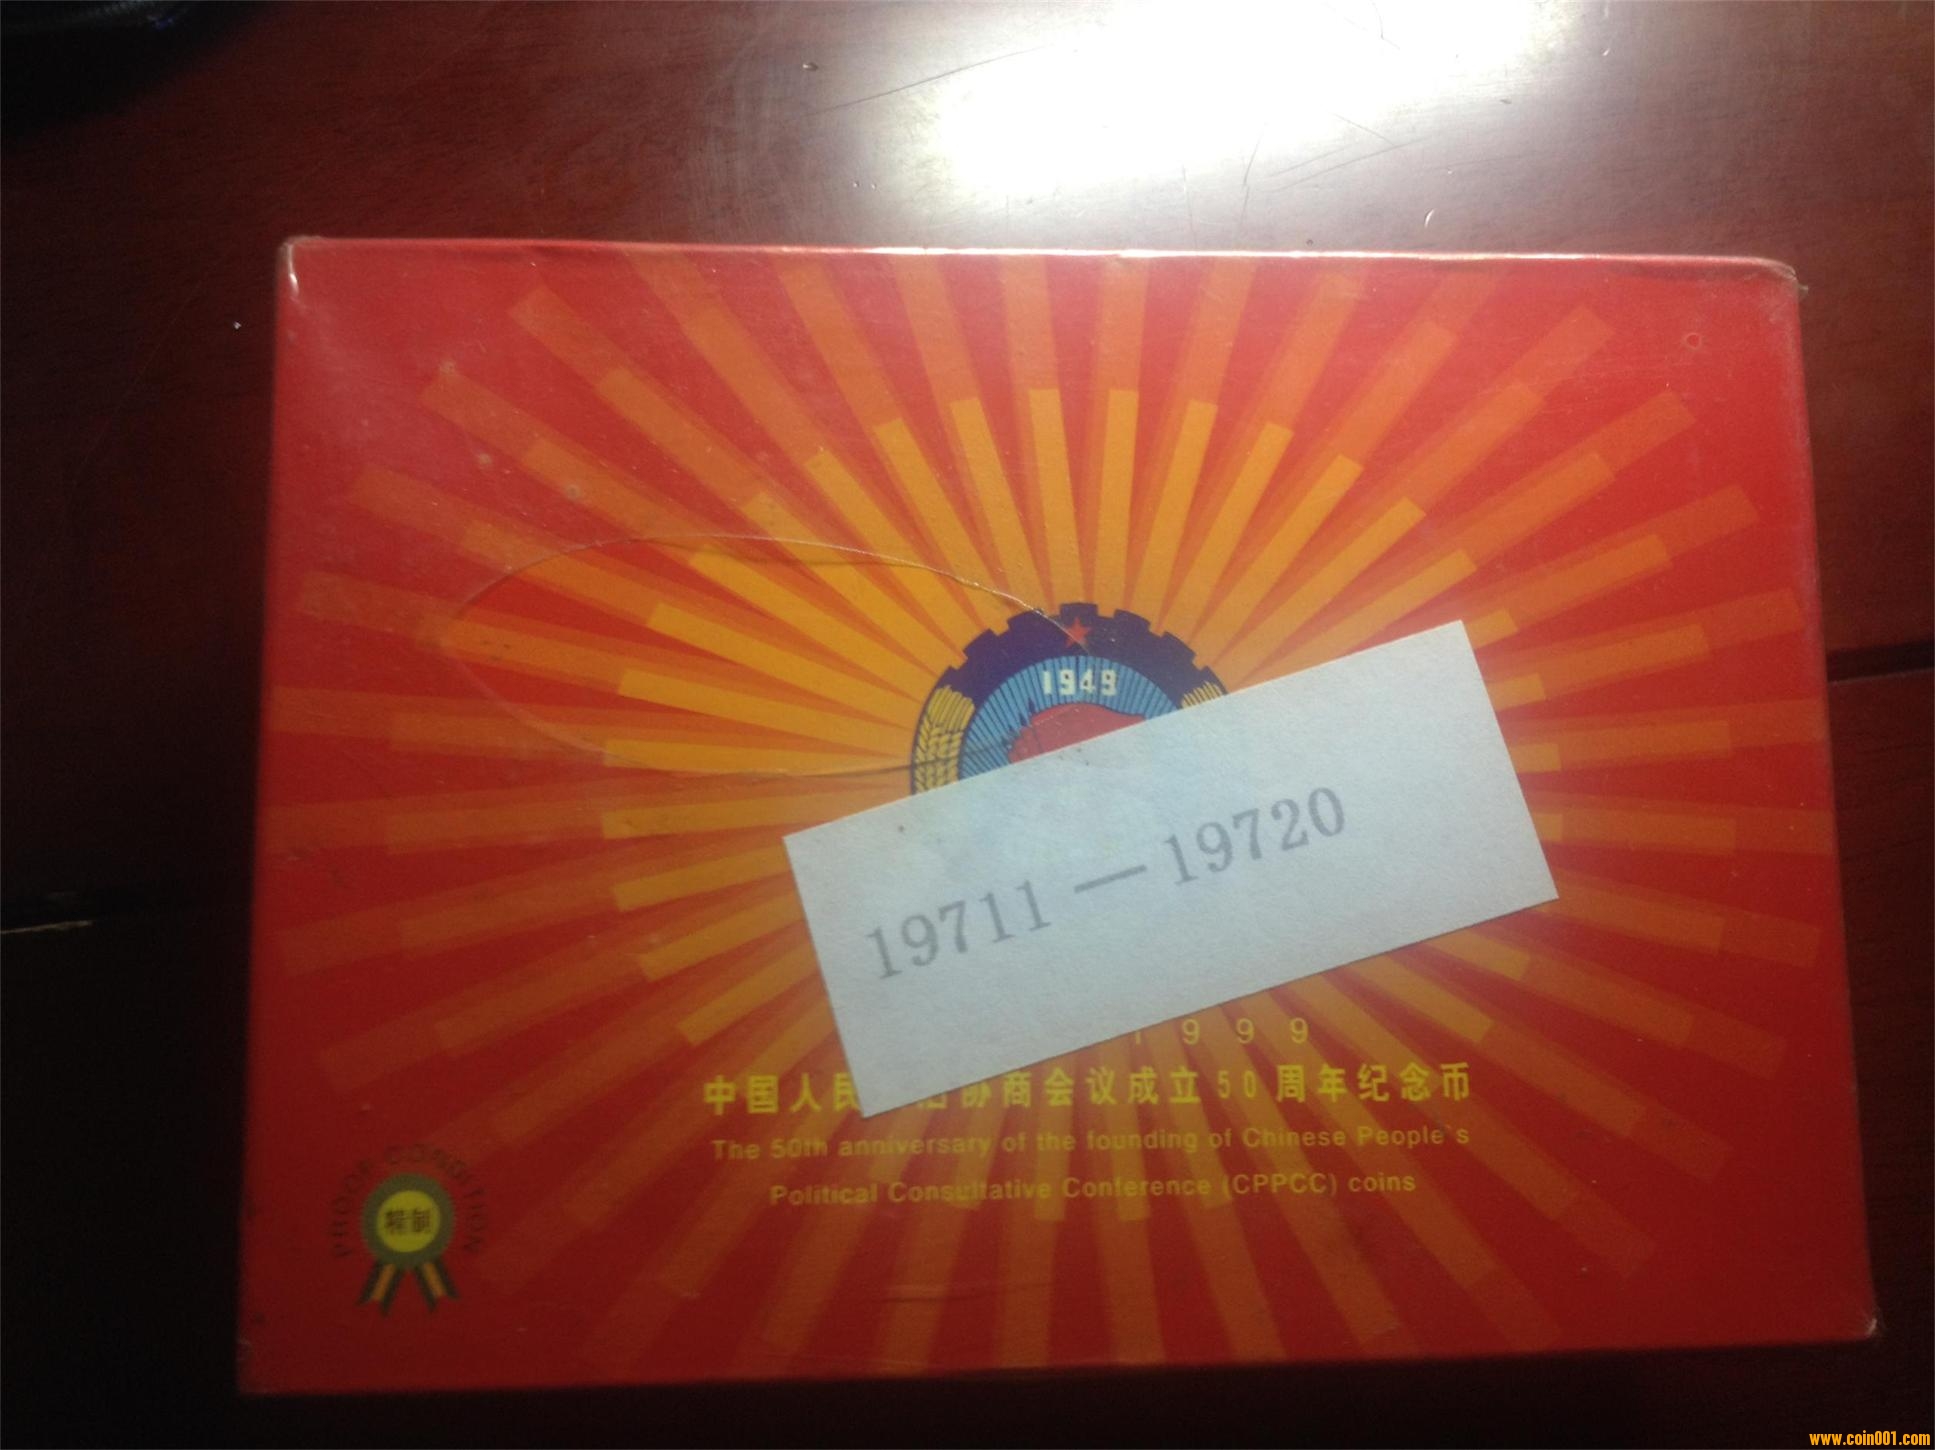 1949
19711—19720
1999
中国人民 协商会议成立50周年纪念币
The 50th anniversary of the founding of Chinese People's
Political Consultative Conference (CPPCC) coins
PROOF CONDITION
精制
www.coin001.com